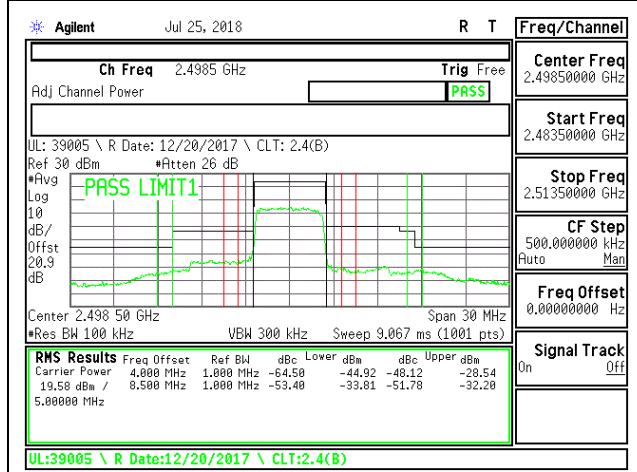 Agilent Jul 25, 2018 R T
Freq/Channel
Ch Freq 2.4985 GHz Trig Free
Adj Channel Power PASS
UL: 39005 \ R Date: 12/20/2017 \ CLT: 2.4(B)
Ref 30 dBm #Atten 26 dB
#Avg
Log
10
dB/
Offst
20.9
dB
PASS LIMIT1
Center 2.498 50 GHz Span 30 MHz
#Res BW 100 kHz VBW 300 kHz Sweep 9.067 ms (1001 pts)
RMS Results Freq Offset Ref BW dBc Lower dBm dBc Upper dBm
Carrier Power 4.000 MHz 1.000 MHz -64.50 -44.92 -48.12 -28.54
19.58 dBm / 8.500 MHz 1.000 MHz -53.40 -33.81 -51.78 -32.20
5.00000 MHz
UL:39005 \ R Date:12/20/2017 \ CLT:2.4(B)
Center Freq
2.49850000 GHz
Start Freq
2.48350000 GHz
Stop Freq
2.51350000 GHz
CF Step
500.000000 kHz
Auto Man
Freq Offset
0.00000000 Hz
Signal Track
On Off